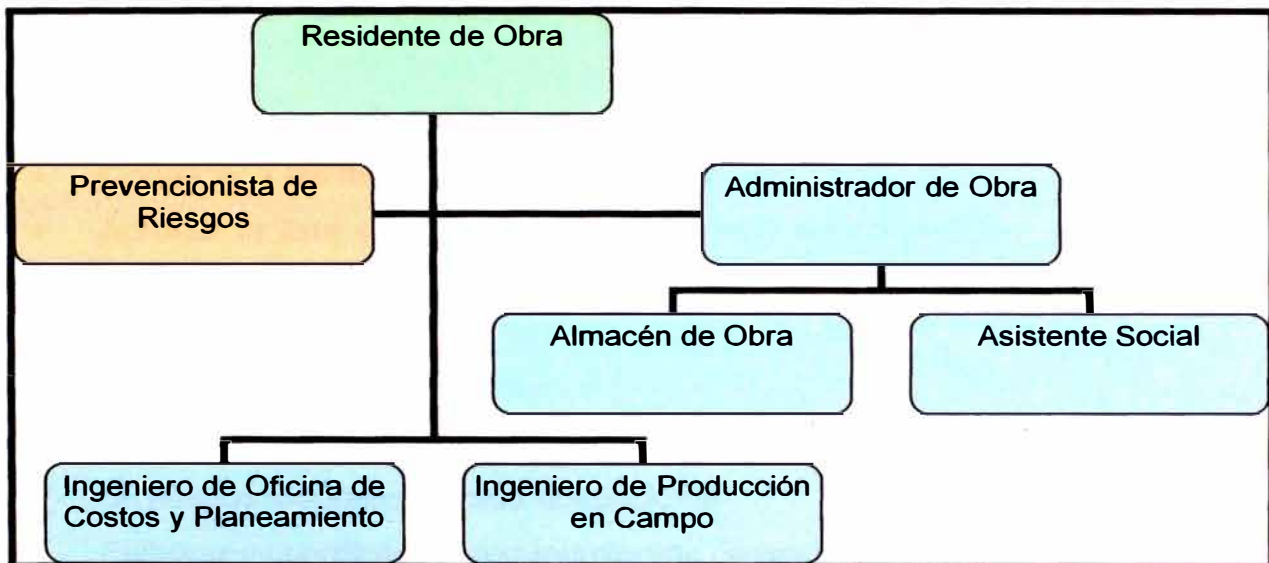 Residente de Obra
Prevencionista de
Riesgos
Administrador de Obra
Almacén de Obra
Asistente Social
Ingeniero de Oficina de
Costos y Planeamiento
Ingeniero de Producción
en Campo